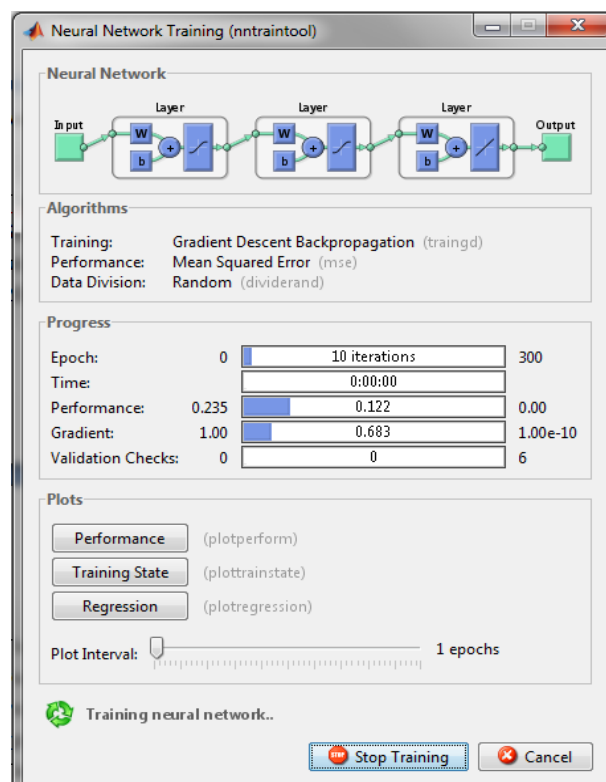 Neural Network Training (nntraintool)
Neural Network
Layer Layer Layer
Input W b + W b + W b + Output
Algorithms
Training: Gradient Descent Backpropagation (traingd)
Performance: Mean Squared Error (mse)
Data Division: Random (dividerand)
Progress
Epoch: 0 10 iterations 300
Time: 0:00:00
Performance: 0.235 0.122 0.00
Gradient: 1.00 0.683 1.00e-10
Validation Checks: 0 0 6
Plots
Performance (plotperform)
Training State (plottrainstate)
Regression (plotregression)
Plot Interval: 1 epochs
Training neural network..
STOP Stop Training Cancel